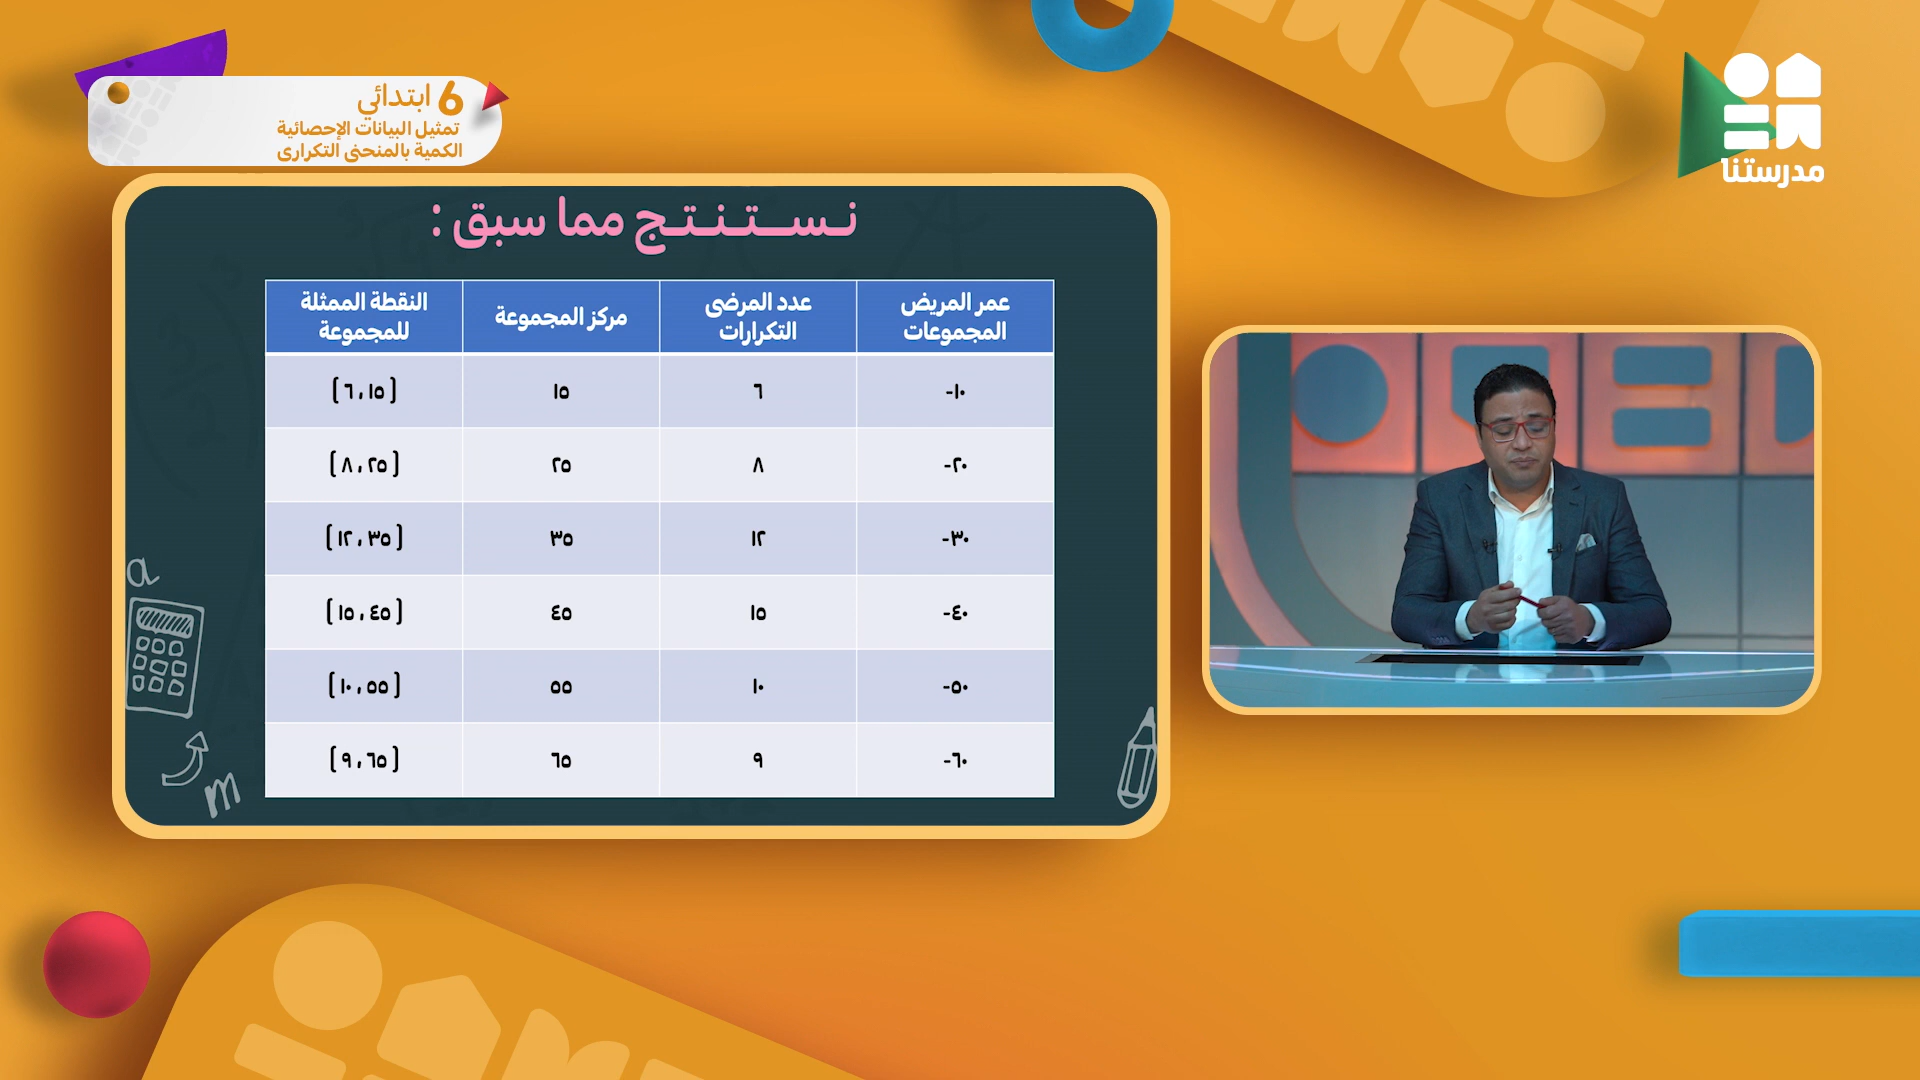 6 ابتدائي
تمثيل البيانات الإحصائية
الكمية بالمنحنى التكرارى
مدرستنا
نـســتـنـتـج مما سبق :
عمر المريض المجموعات | عدد المرضى التكرارات | مركز المجموعة | النقطة الممثلة للمجموعة
١٠- | ٦ | ١٥ | ( ١٥ ، ٦ )
٢٠- | ٨ | ٢٥ | ( ٢٥ ، ٨ )
٣٠- | ١٢ | ٣٥ | ( ٣٥ ، ١٢ )
٤٠- | ١٥ | ٤٥ | ( ٤٥ ، ١٥ )
٥٠- | ١٠ | ٥٥ | ( ٥٥ ، ١٠ )
٦٠- | ٩ | ٦٥ | ( ٦٥ ، ٩ )
a
m